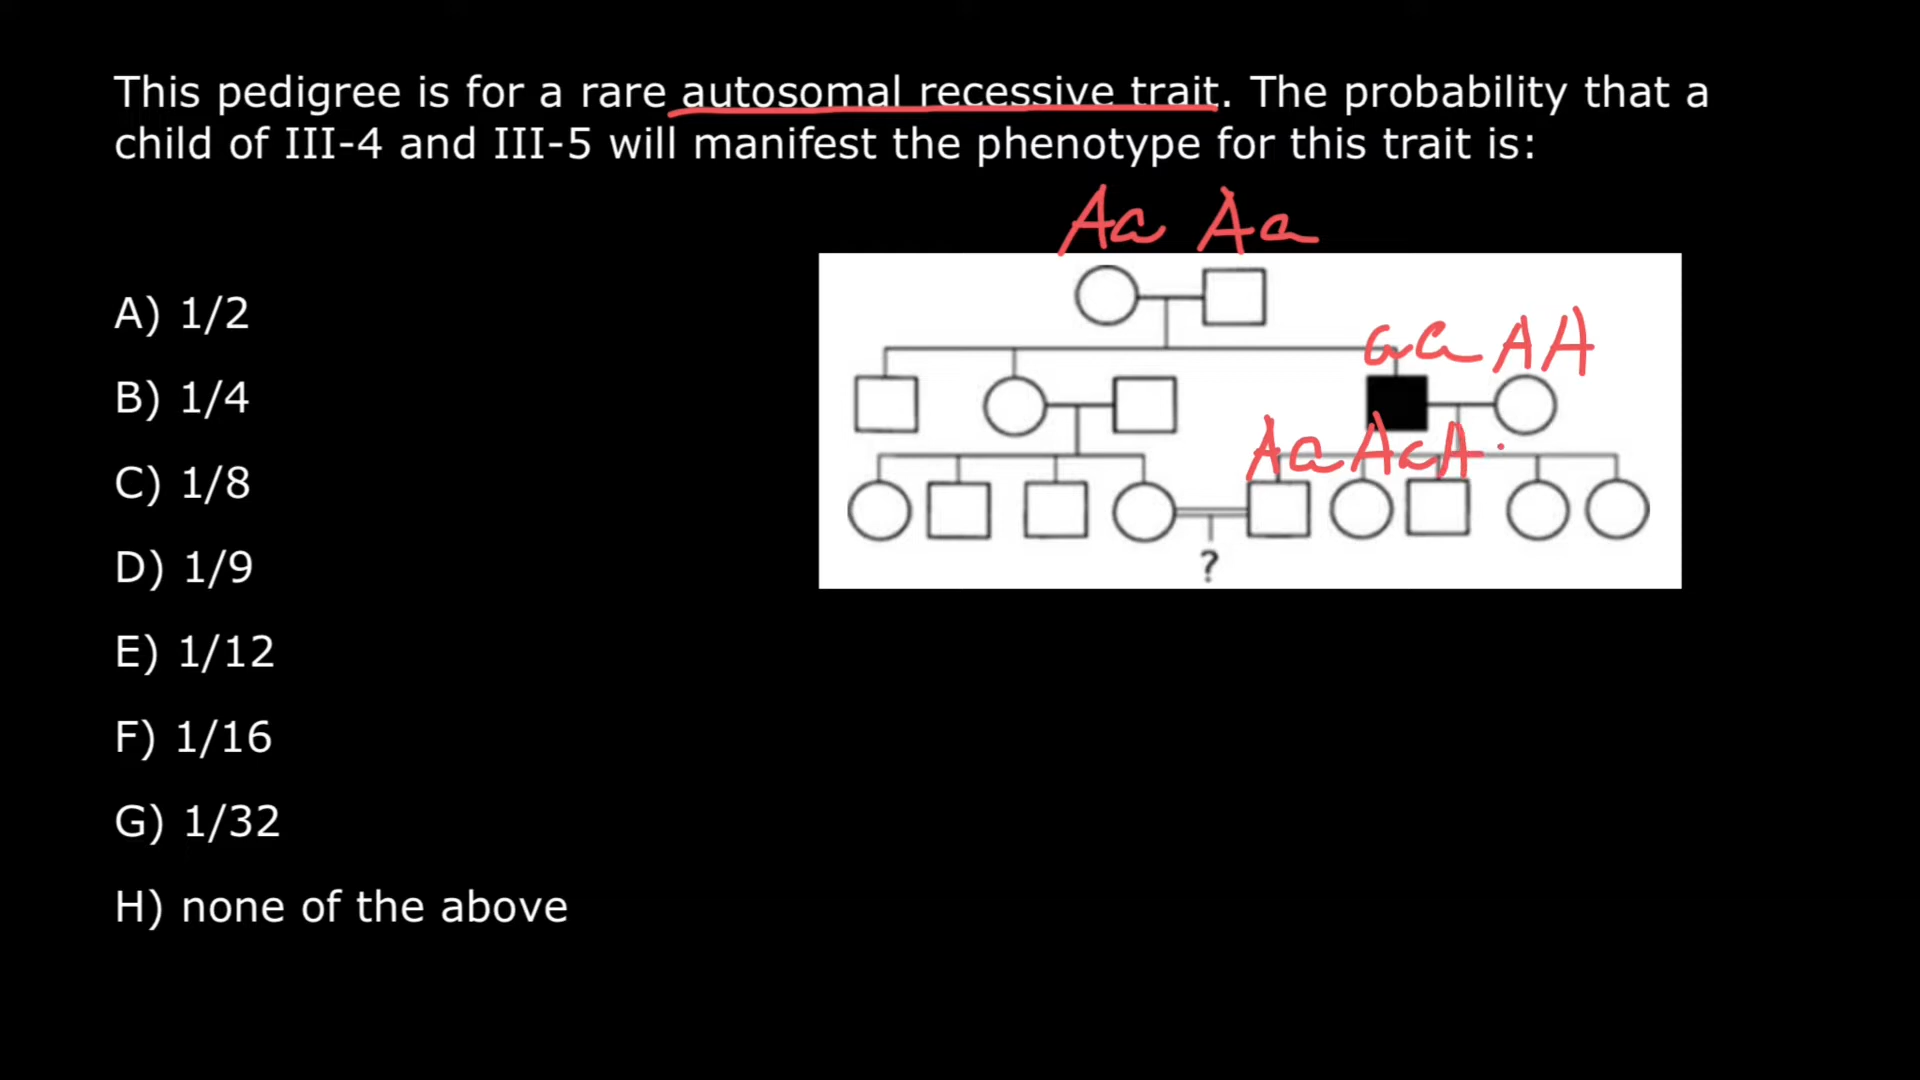 This pedigree is for a rare autosomal recessive trait. The probability that a
child of III-4 and III-5 will manifest the phenotype for this trait is:
Aa Aa
A) 1/2
aa AA
B) 1/4
Aa Aa A
C) 1/8
D) 1/9
?
E) 1/12
F) 1/16
G) 1/32
H) none of the above